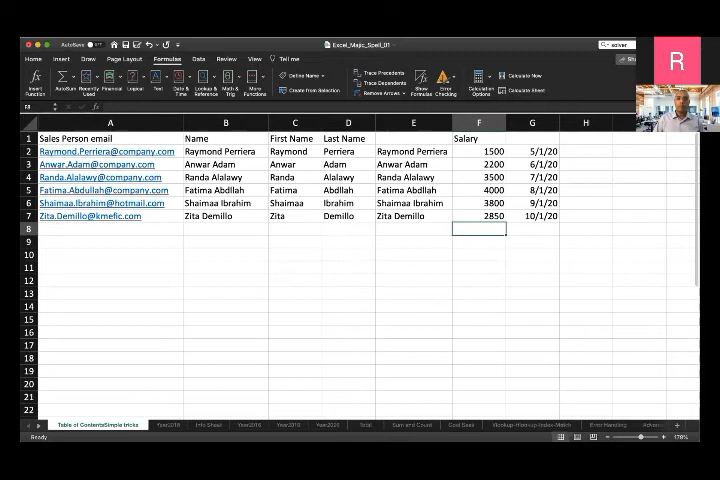 AutoSave OFF
Excel_Majic_Spell_01
solver
R
Home Insert Draw Page Layout Formulas Data Review View Tell me
Insert Function
AutoSum
Recently Used
Financial
Logical
Text
Date & Time
Lookup & Reference
Math & Trig
More Functions
Define Name
Create from Selection
Trace Precedents
Trace Dependents
Remove Arrows
Show Formulas
Error Checking
Calculation Options
Calculate Now
Calculate Sheet
F8 fx
A B C D E F G H
1 Sales Person email Name First Name Last Name Salary
2 Raymond.Perriera@company.com Raymond Perriera Raymond Perriera Raymond Perriera 1500 5/1/20
3 Anwar.Adam@company.com Anwar Adam Anwar Adam Anwar Adam 2200 6/1/20
4 Randa.Alalawy@company.com Randa Alalawy Randa Alalawy Randa Alalawy 3500 7/1/20
5 Fatima.Abdullah@company.com Fatima Abdllah Fatima Abdllah Fatima Abdllah 4000 8/1/20
6 Shaimaa.Ibrahim@hotmail.com Shaimaa Ibrahim Shaimaa Ibrahim Shaimaa Ibrahim 3800 9/1/20
7 Zita.Demillo@kmefic.com Zita Demillo Zita Demillo Zita Demillo 2850 10/1/20
8
9
10
11
12
13
14
15
16
17
18
19
20
21
22
Table of ContentsSimple tricks Year2018 Info Sheet Year2016 Year2019 Year2020 Total Sum and Count Goal Seek Vlookup-Hlookup-Index-Match Error Handling
Ready 178%